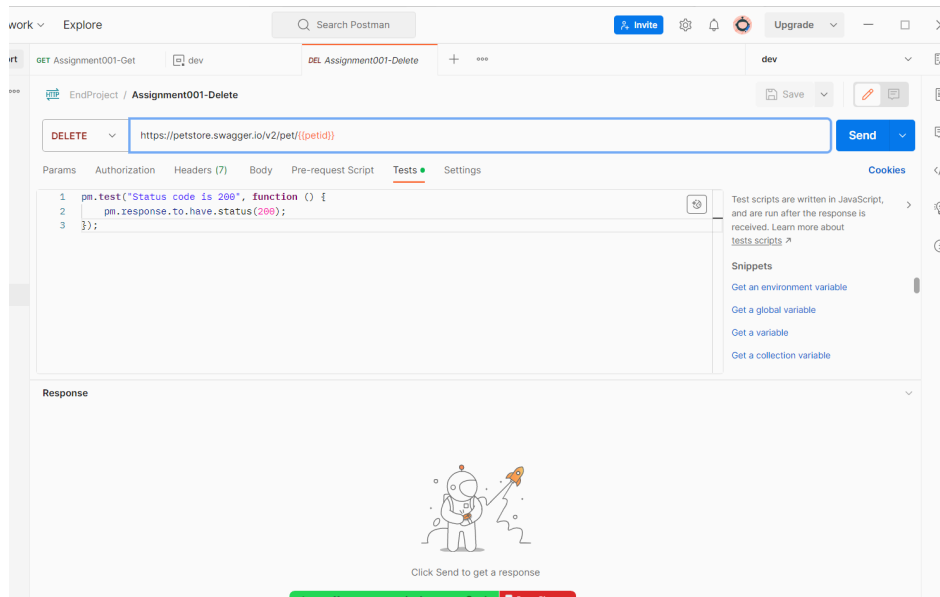 work Explore Search Postman Invite Upgrade
rt GET Assignment001-Get dev DEL Assignment001-Delete dev
EndProject / Assignment001-Delete Save
HTTP
DELETE https://petstore.swagger.io/v2/pet/{{petid}} Send
Params Authorization Headers (7) Body Pre-request Script Tests Settings Cookies
1 pm.test("Status code is 200", function () {
2 pm.response.to.have.status(200);
3 });
Test scripts are written in JavaScript,
and are run after the response is
received. Learn more about
tests scripts
Snippets
Get an environment variable
Get a global variable
Get a variable
Get a collection variable
Response
Click Send to get a response